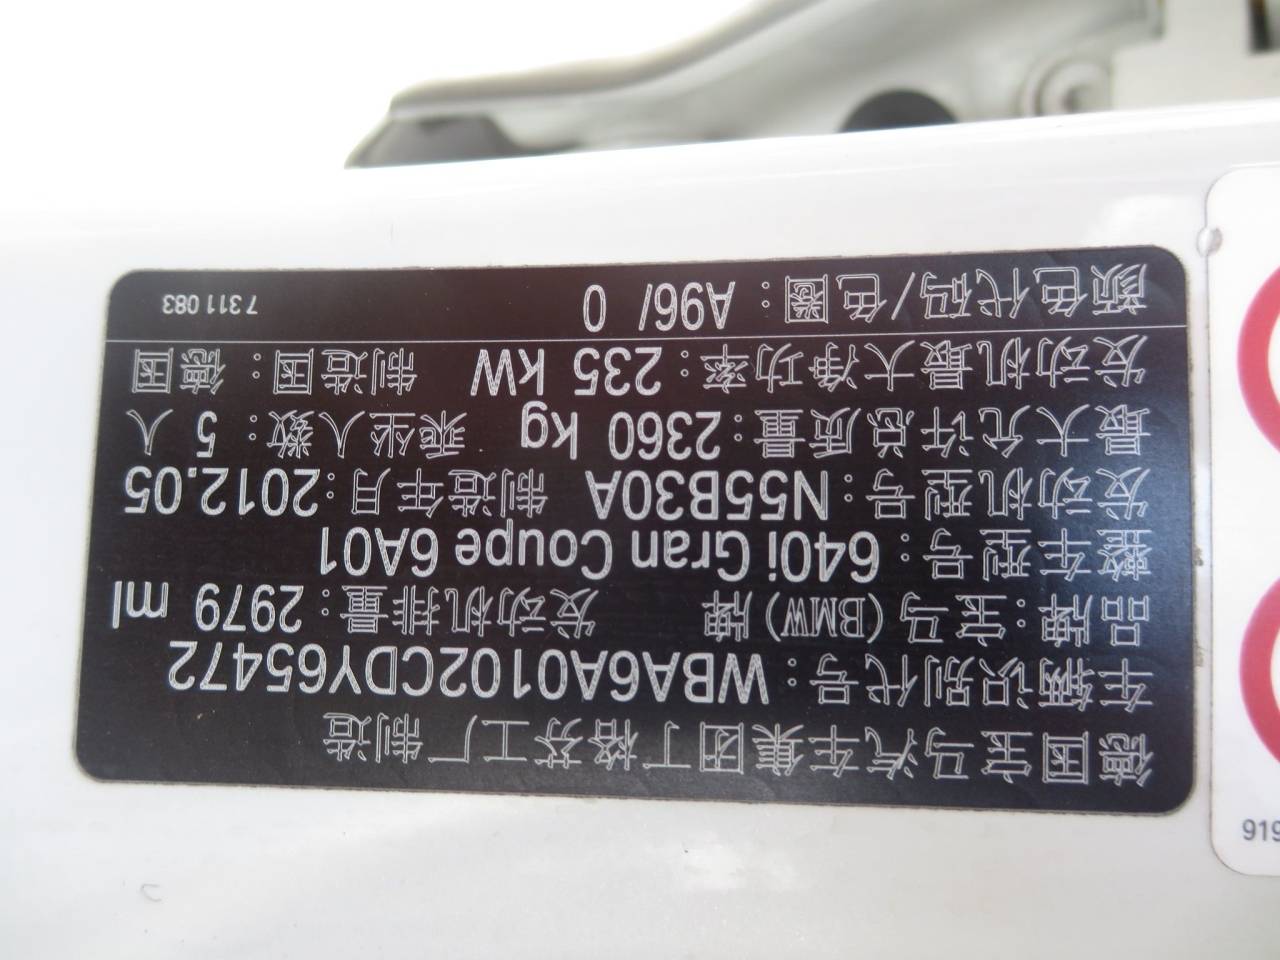 德国宝马汽车集团丁格芬工厂 制造
车辆识别代号：WBA6A0102CDY65472
品牌：宝马(BMW)牌 发动机排量：2979 ml
整车型号：640i Gran Coupe 6A01
发动机型号：N55B30A 制造年月：2012.05
最大允许总质量：2360 kg 乘坐人数：5 人
发动机最大净功率：235 kW 制造国：德国
颜色代码/色圈：A96/ 0 7 311 083
919